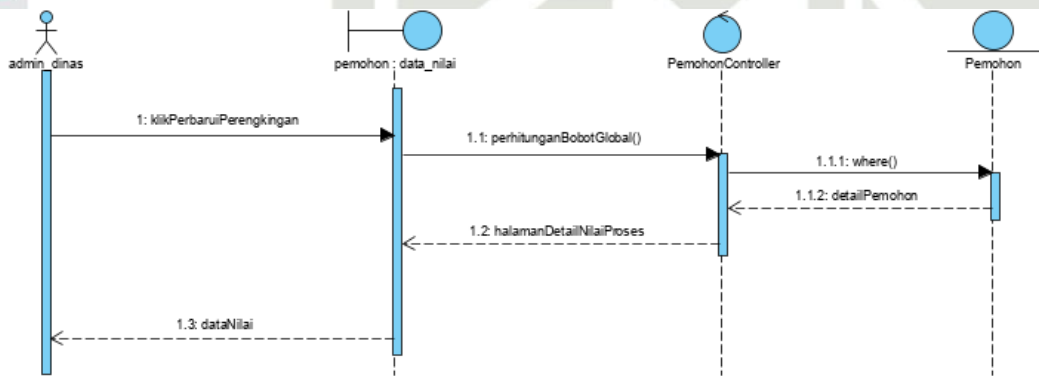 admin_dinas
pemohon : data_nilai
PemohonController
Pemohon
1: klikPerbaruiPerengkingan
1.1: perhitunganBobotGlobal()
1.1.1: where()
1.1.2: detailPemohon
1.2: halamanDetailNilaiProses
1.3: dataNilai